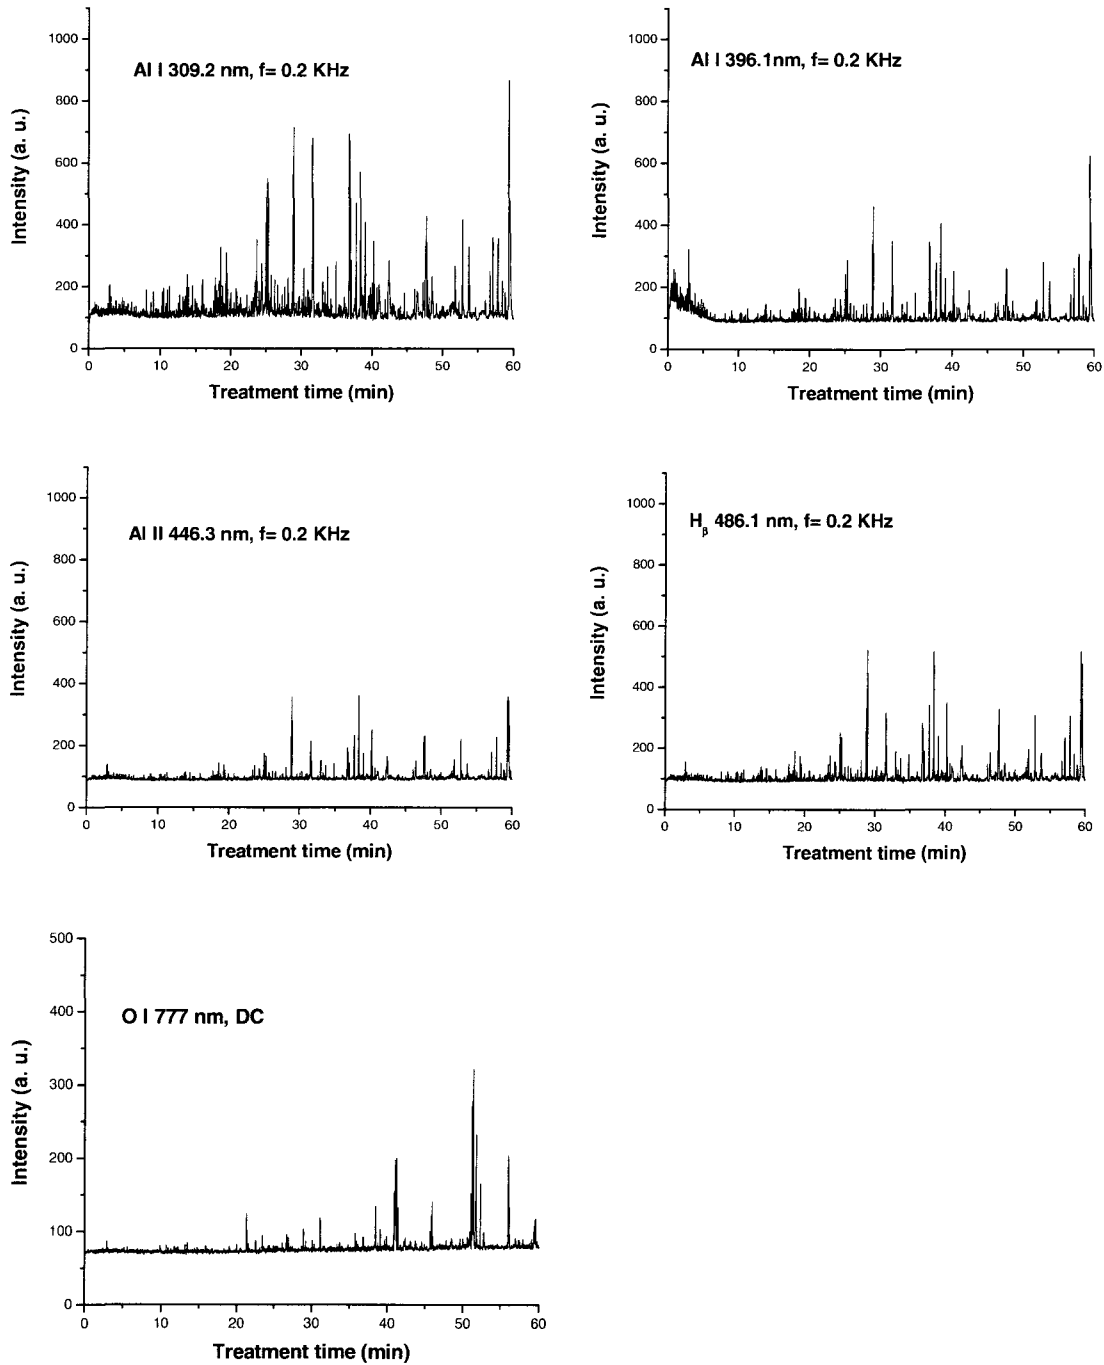 Al I 309.2 nm, f= 0.2 KHz
Intensity (a. u.)
1000
800
600
400
200
0
0 10 20 30 40 50 60
Treatment time (min)
Al I 396.1nm, f= 0.2 KHz
Intensity (a. u.)
1000
800
600
400
200
0
0 10 20 30 40 50 60
Treatment time (min)
Al II 446.3 nm, f= 0.2 KHz
Intensity (a. u.)
1000
800
600
400
200
0
0 10 20 30 40 50 60
Treatment time (min)
Hβ 486.1 nm, f= 0.2 KHz
Intensity (a. u.)
1000
800
600
400
200
0
0 10 20 30 40 50 60
Treatment time (min)
O I 777 nm, DC
Intensity (a. u.)
500
400
300
200
100
0
0 10 20 30 40 50 60
Treatment time (min)